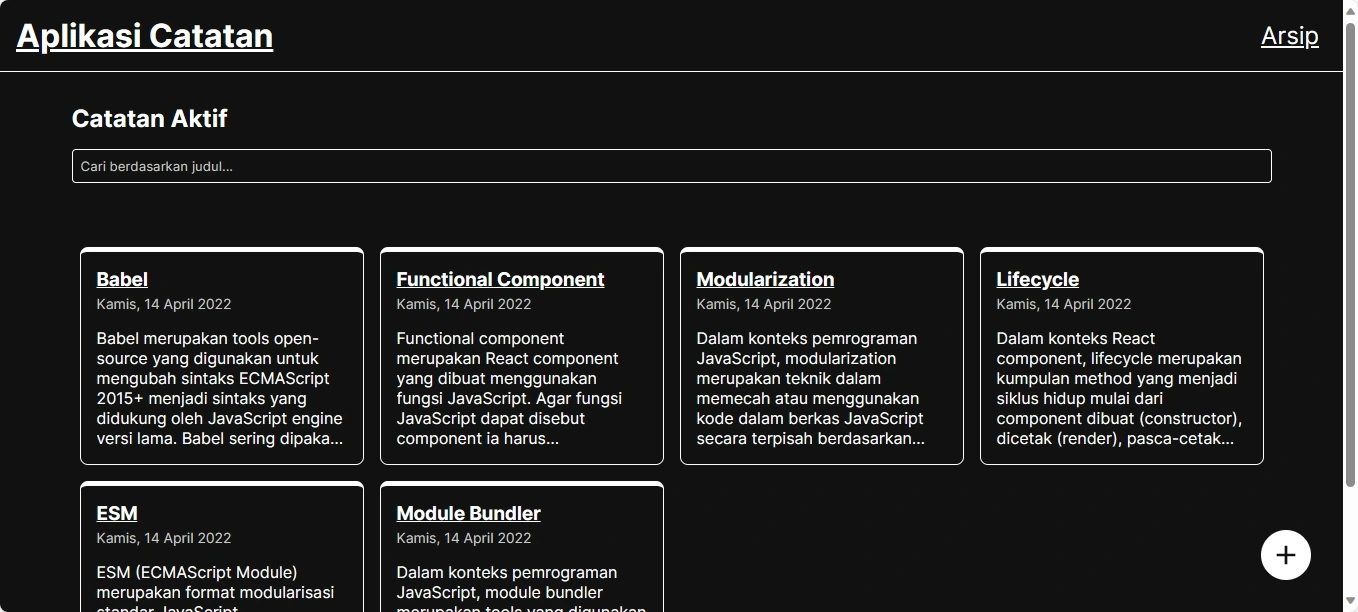 Aplikasi Catatan
Arsip
Catatan Aktif
Cari berdasarkan judul...
Babel
Kamis, 14 April 2022
Babel merupakan tools open-
source yang digunakan untuk
mengubah sintaks ECMAScript
2015+ menjadi sintaks yang
didukung oleh JavaScript engine
versi lama. Babel sering dipaka...
Functional Component
Kamis, 14 April 2022
Functional component
merupakan React component
yang dibuat menggunakan
fungsi JavaScript. Agar fungsi
JavaScript dapat disebut
component ia harus...
Modularization
Kamis, 14 April 2022
Dalam konteks pemrograman
JavaScript, modularization
merupakan teknik dalam
memecah atau menggunakan
kode dalam berkas JavaScript
secara terpisah berdasarkan...
Lifecycle
Kamis, 14 April 2022
Dalam konteks React
component, lifecycle merupakan
kumpulan method yang menjadi
siklus hidup mulai dari
component dibuat (constructor),
dicetak (render), pasca-cetak...
ESM
Kamis, 14 April 2022
ESM (ECMAScript Module)
merupakan format modularisasi
standar JavaScript
Module Bundler
Kamis, 14 April 2022
Dalam konteks pemrograman
JavaScript, module bundler
merupakan tools yang digunakan
+